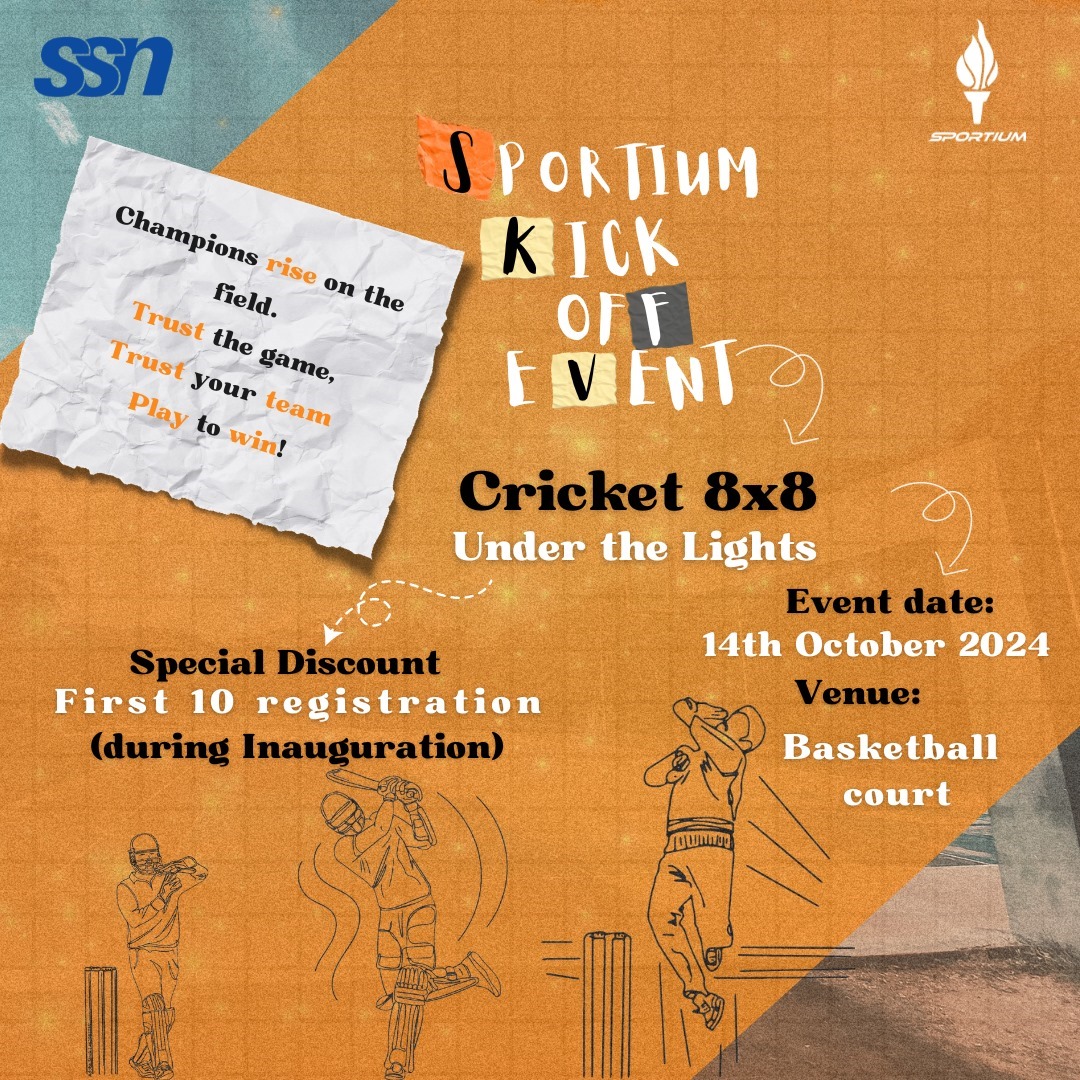 ssn
SPORTIUM
SPORTIUM
KICK
OFF
EVENT
Champions rise on the
field.
Trust the game,
Trust your team
Play to win!
Cricket 8x8
Under the Lights
Event date:
14th October 2024
Venue:
Basketball
court
Special Discount
First 10 registration
(during Inauguration)